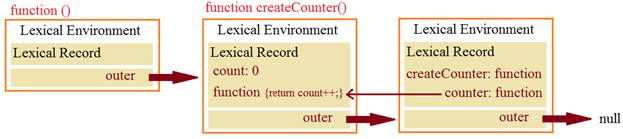 function ()
Lexical Environment
Lexical Record
outer
function createCounter()
Lexical Environment
Lexical Record
count: 0
function {return count++;}
outer
Lexical Environment
Lexical Record
createCounter: function
counter: function
outer
null